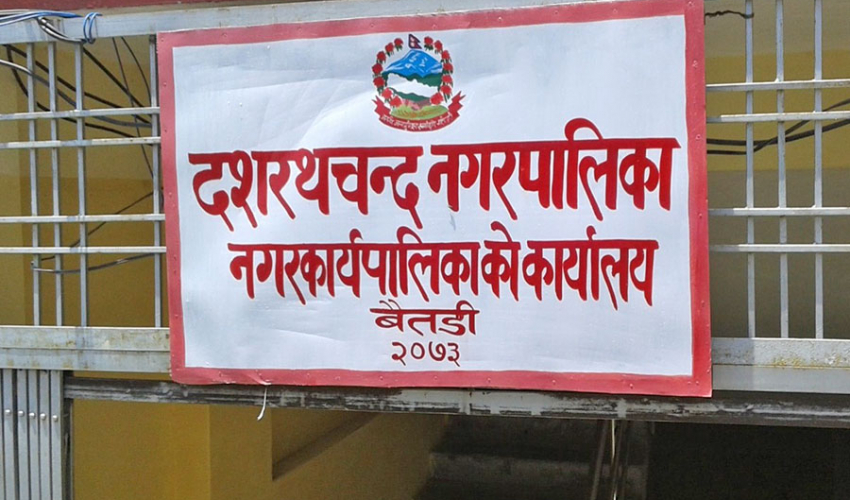 दशरथचन्द नगरपालिका
नगरकार्यपालिकाको कार्यालय
बैतडी
२०७३